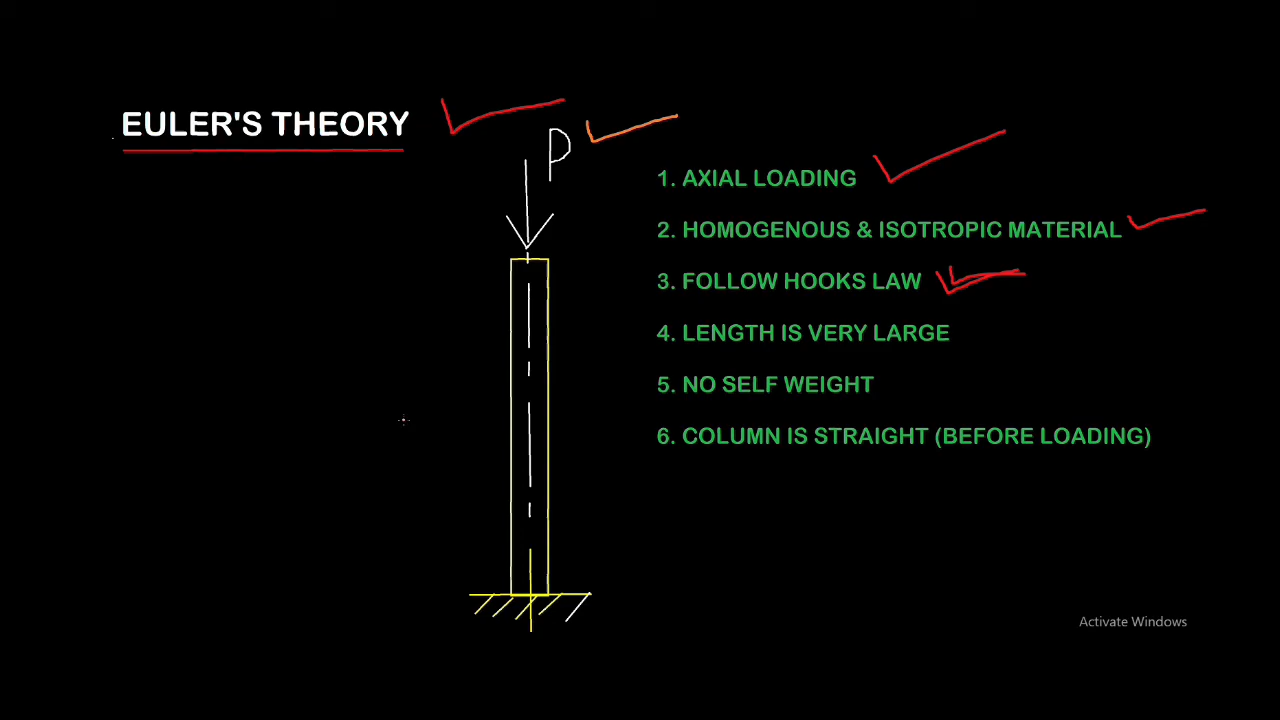 EULER'S THEORY
P
1. AXIAL LOADING
2. HOMOGENOUS & ISOTROPIC MATERIAL
3. FOLLOW HOOKS LAW
4. LENGTH IS VERY LARGE
5. NO SELF WEIGHT
6. COLUMN IS STRAIGHT (BEFORE LOADING)
Activate Windows